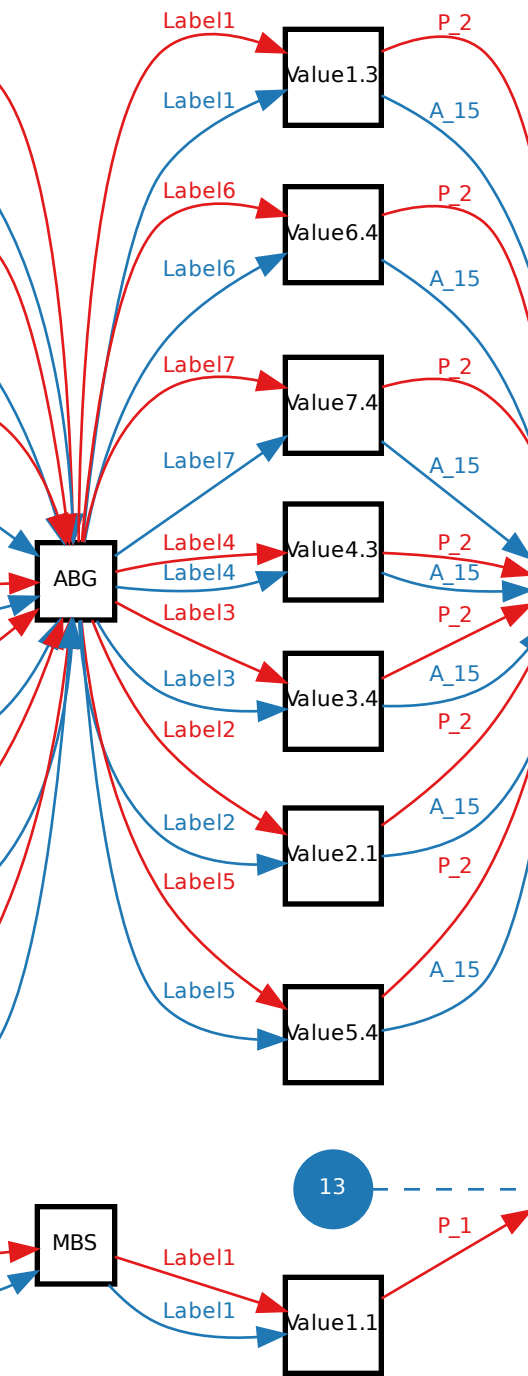 Label1
P_2
Value1.3
Label1
A_15
Label6
P_2
Value6.4
Label6
A_15
Label7
P_2
Value7.4
Label7
A_15
Label4
P_2
Value4.3
ABG
Label4
A_15
Label3
P_2
Label3
Value3.4
A_15
Label2
P_2
Label2
A_15
Value2.1
Label5
P_2
Label5
A_15
Value5.4
13
MBS
P_1
Label1
Label1
Value1.1